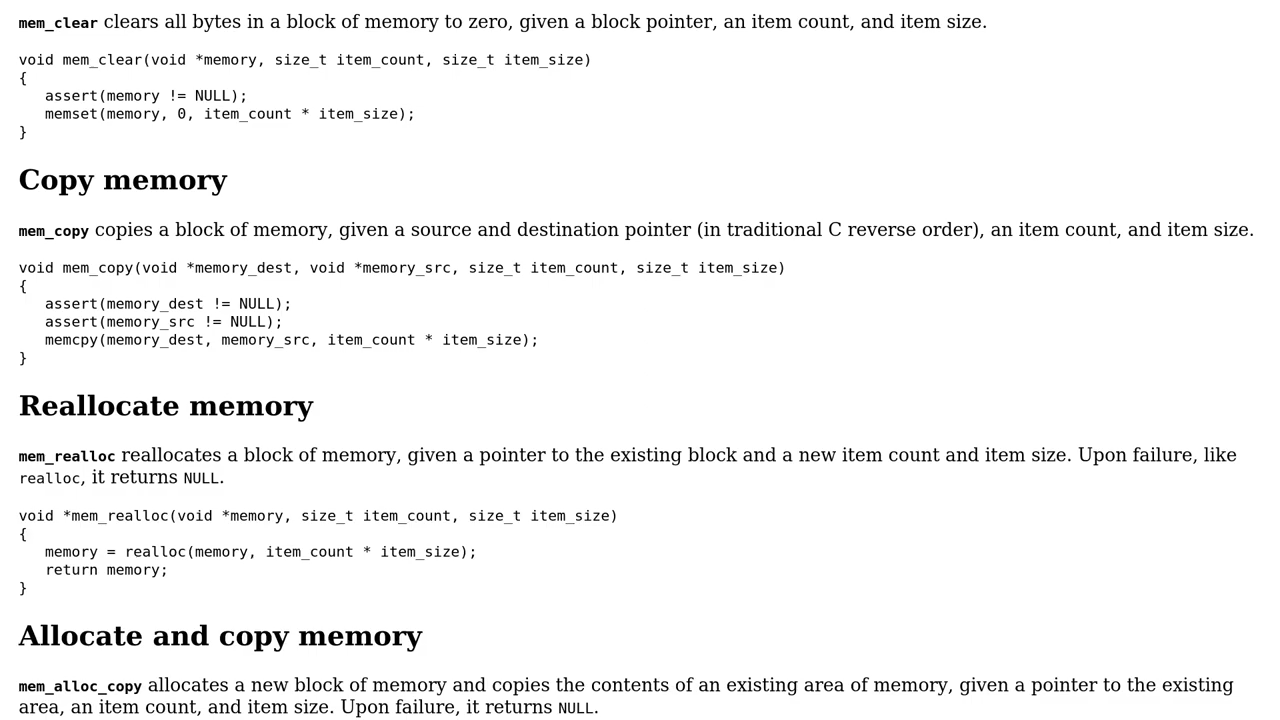 mem_clear clears all bytes in a block of memory to zero, given a block pointer, an item count, and item size.
void mem_clear(void *memory, size_t item_count, size_t item_size)
{
   assert(memory != NULL);
   memset(memory, 0, item_count * item_size);
}
Copy memory
mem_copy copies a block of memory, given a source and destination pointer (in traditional C reverse order), an item count, and item size.
void mem_copy(void *memory_dest, void *memory_src, size_t item_count, size_t item_size)
{
   assert(memory_dest != NULL);
   assert(memory_src != NULL);
   memcpy(memory_dest, memory_src, item_count * item_size);
}
Reallocate memory
mem_realloc reallocates a block of memory, given a pointer to the existing block and a new item count and item size. Upon failure, like
realloc, it returns NULL.
void *mem_realloc(void *memory, size_t item_count, size_t item_size)
{
   memory = realloc(memory, item_count * item_size);
   return memory;
}
Allocate and copy memory
mem_alloc_copy allocates a new block of memory and copies the contents of an existing area of memory, given a pointer to the existing
area, an item count, and item size. Upon failure, it returns NULL.